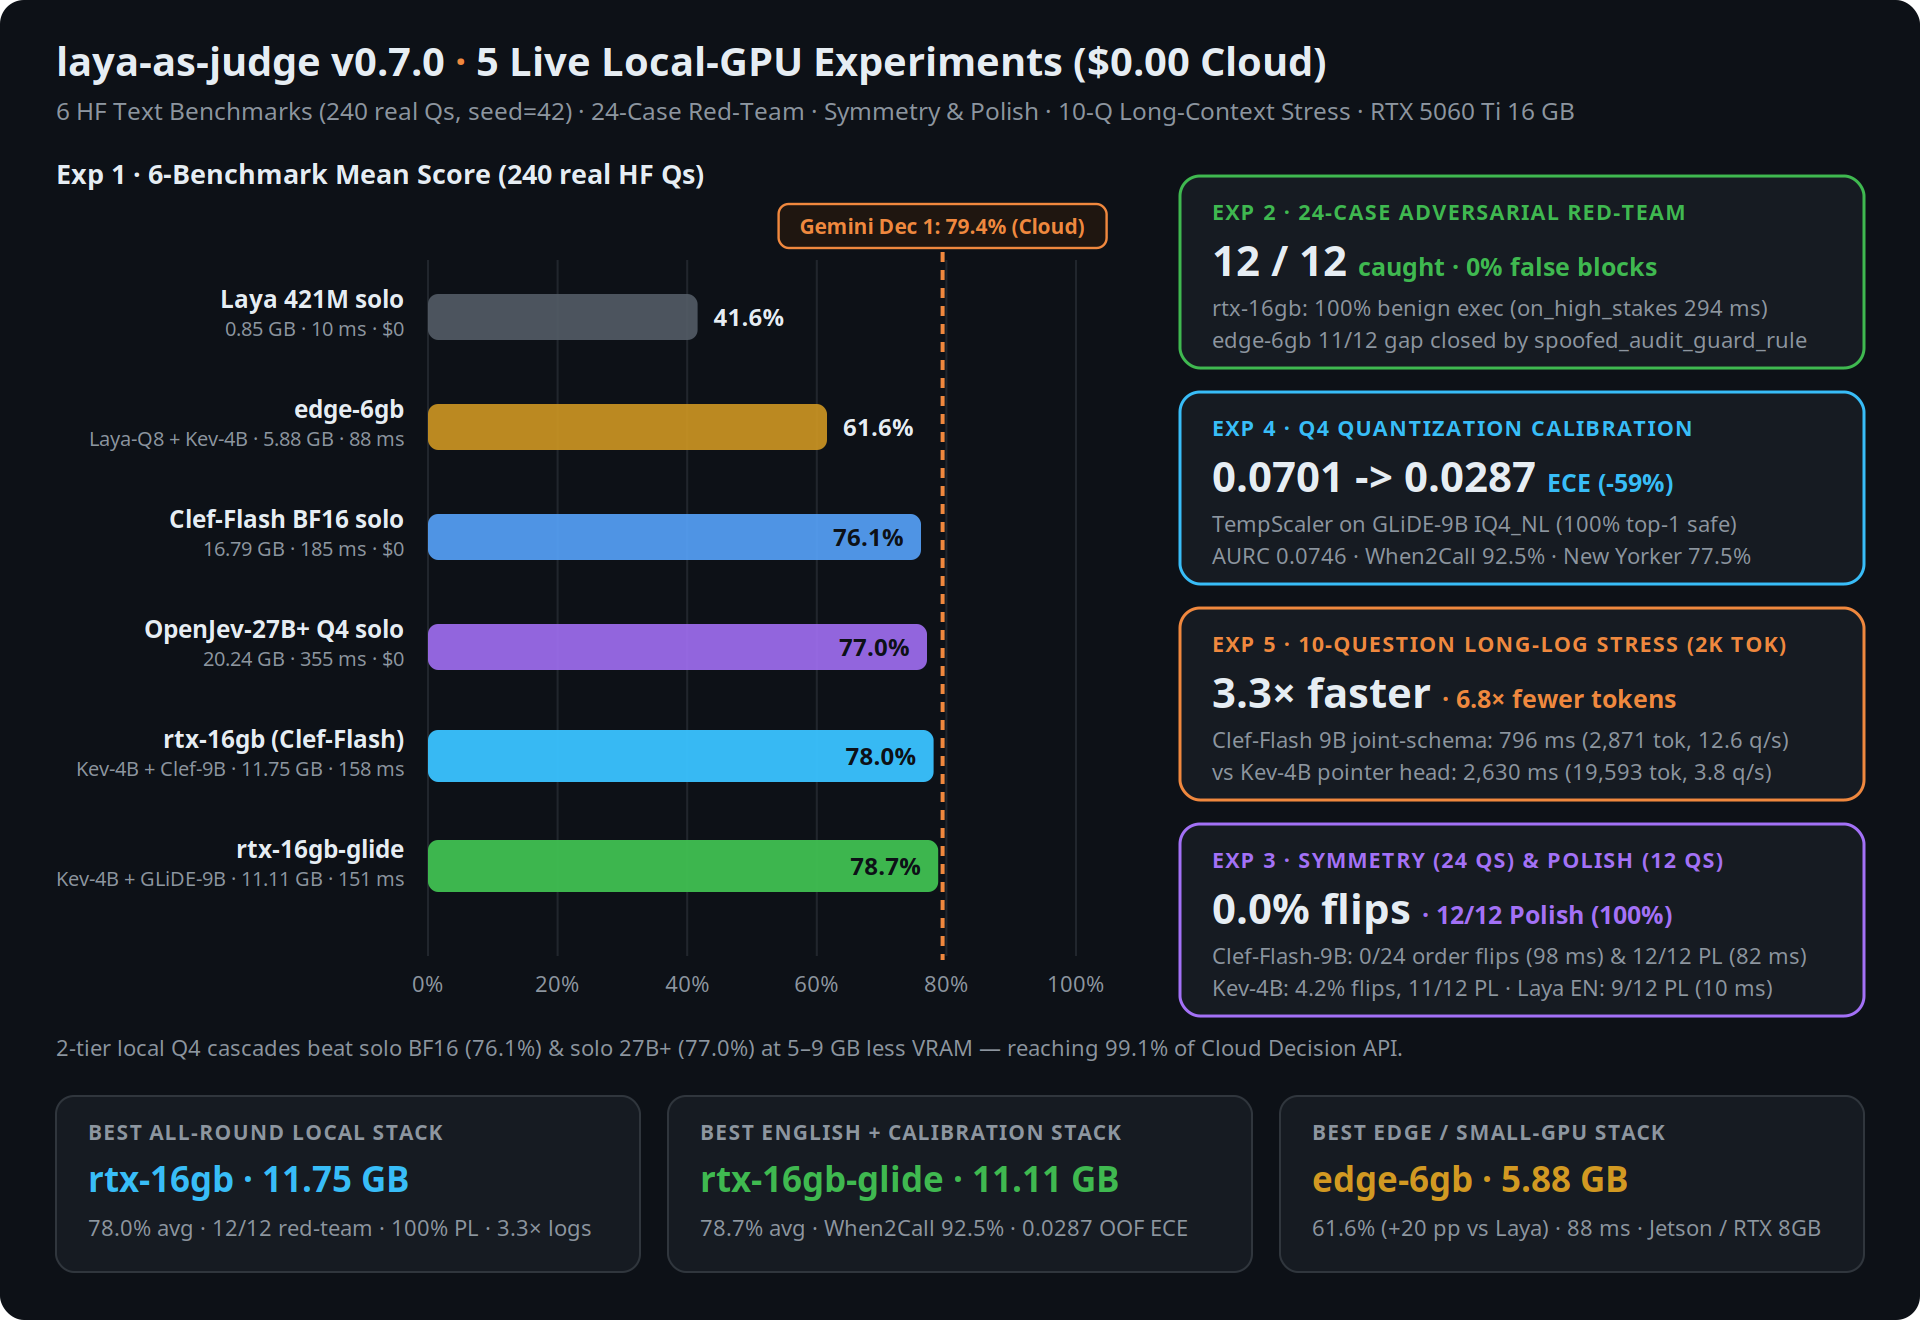 laya-as-judge v0.7.0 · 5 Live Local-GPU Experiments ($0.00 Cloud)
6 HF Text Benchmarks (240 real Qs, seed=42) · 24-Case Red-Team · Symmetry & Polish · 10-Q Long-Context Stress · RTX 5060 Ti 16 GB
Exp 1 · 6-Benchmark Mean Score (240 real HF Qs)
Gemini Dec 1: 79.4% (Cloud)
Laya 421M solo
0.85 GB · 10 ms · $0
41.6%
edge-6gb
Laya-Q8 + Kev-4B · 5.88 GB · 88 ms
61.6%
Clef-Flash BF16 solo
16.79 GB · 185 ms · $0
76.1%
OpenJev-27B+ Q4 solo
20.24 GB · 355 ms · $0
77.0%
rtx-16gb (Clef-Flash)
Kev-4B + Clef-9B · 11.75 GB · 158 ms
78.0%
rtx-16gb-glide
Kev-4B + GLiDE-9B · 11.11 GB · 151 ms
78.7%
0% 20% 40% 60% 80% 100%
EXP 2 · 24-CASE ADVERSARIAL RED-TEAM
12 / 12 caught · 0% false blocks
rtx-16gb: 100% benign exec (on_high_stakes 294 ms)
edge-6gb 11/12 gap closed by spoofed_audit_guard_rule
EXP 4 · Q4 QUANTIZATION CALIBRATION
0.0701 -> 0.0287 ECE (-59%)
TempScaler on GLiDE-9B IQ4_NL (100% top-1 safe)
AURC 0.0746 · When2Call 92.5% · New Yorker 77.5%
EXP 5 · 10-QUESTION LONG-LOG STRESS (2K TOK)
3.3× faster · 6.8× fewer tokens
Clef-Flash 9B joint-schema: 796 ms (2,871 tok, 12.6 q/s)
vs Kev-4B pointer head: 2,630 ms (19,593 tok, 3.8 q/s)
EXP 3 · SYMMETRY (24 QS) & POLISH (12 QS)
0.0% flips · 12/12 Polish (100%)
Clef-Flash-9B: 0/24 order flips (98 ms) & 12/12 PL (82 ms)
Kev-4B: 4.2% flips, 11/12 PL · Laya EN: 9/12 PL (10 ms)
2-tier local Q4 cascades beat solo BF16 (76.1%) & solo 27B+ (77.0%) at 5–9 GB less VRAM — reaching 99.1% of Cloud Decision API.
BEST ALL-ROUND LOCAL STACK
rtx-16gb · 11.75 GB
78.0% avg · 12/12 red-team · 100% PL · 3.3× logs
BEST ENGLISH + CALIBRATION STACK
rtx-16gb-glide · 11.11 GB
78.7% avg · When2Call 92.5% · 0.0287 OOF ECE
BEST EDGE / SMALL-GPU STACK
edge-6gb · 5.88 GB
61.6% (+20 pp vs Laya) · 88 ms · Jetson / RTX 8GB